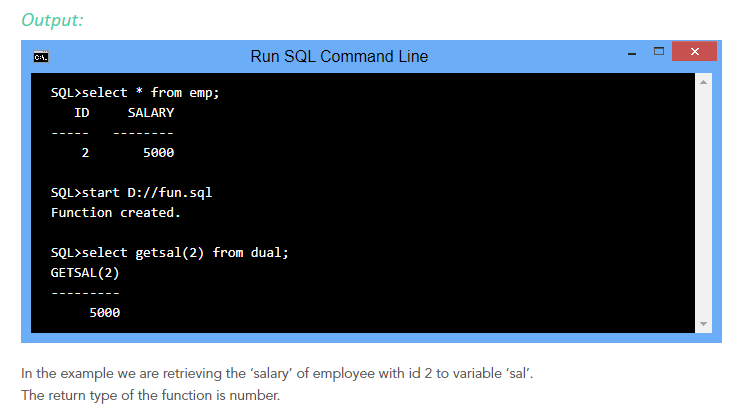 Output:
C:\.
Run SQL Command Line
SQL>select * from emp;
ID SALARY
----- --------
2 5000
SQL>start D://fun.sql
Function created.
SQL>select getsal(2) from dual;
GETSAL(2)
---------
5000
In the example we are retrieving the ‘salary’ of employee with id 2 to variable ‘sal’.
The return type of the function is number.